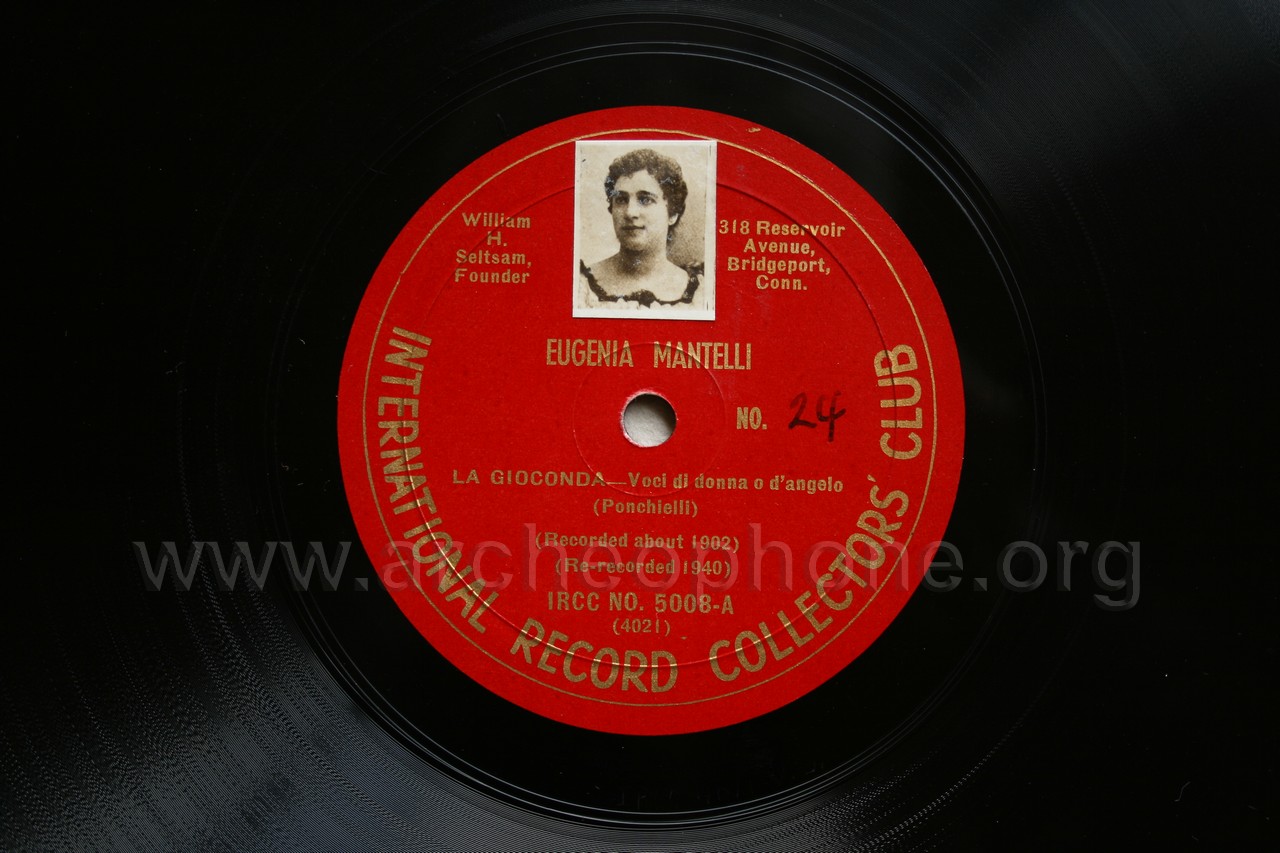 William
H.
Seltsam,
Founder
318 Reservoir
Avenue,
Bridgeport,
Conn.
EUGENIA MANTELLI
NO. 24
LA GIOCONDA—Voci di donna o d'angelo
(Ponchielli)
(Recorded about 1902)
(Re-recorded 1940)
IRCC NO. 5008-A
(4021)
INTERNATIONAL RECORD COLLECTORS' CLUB
www.archeophone.org